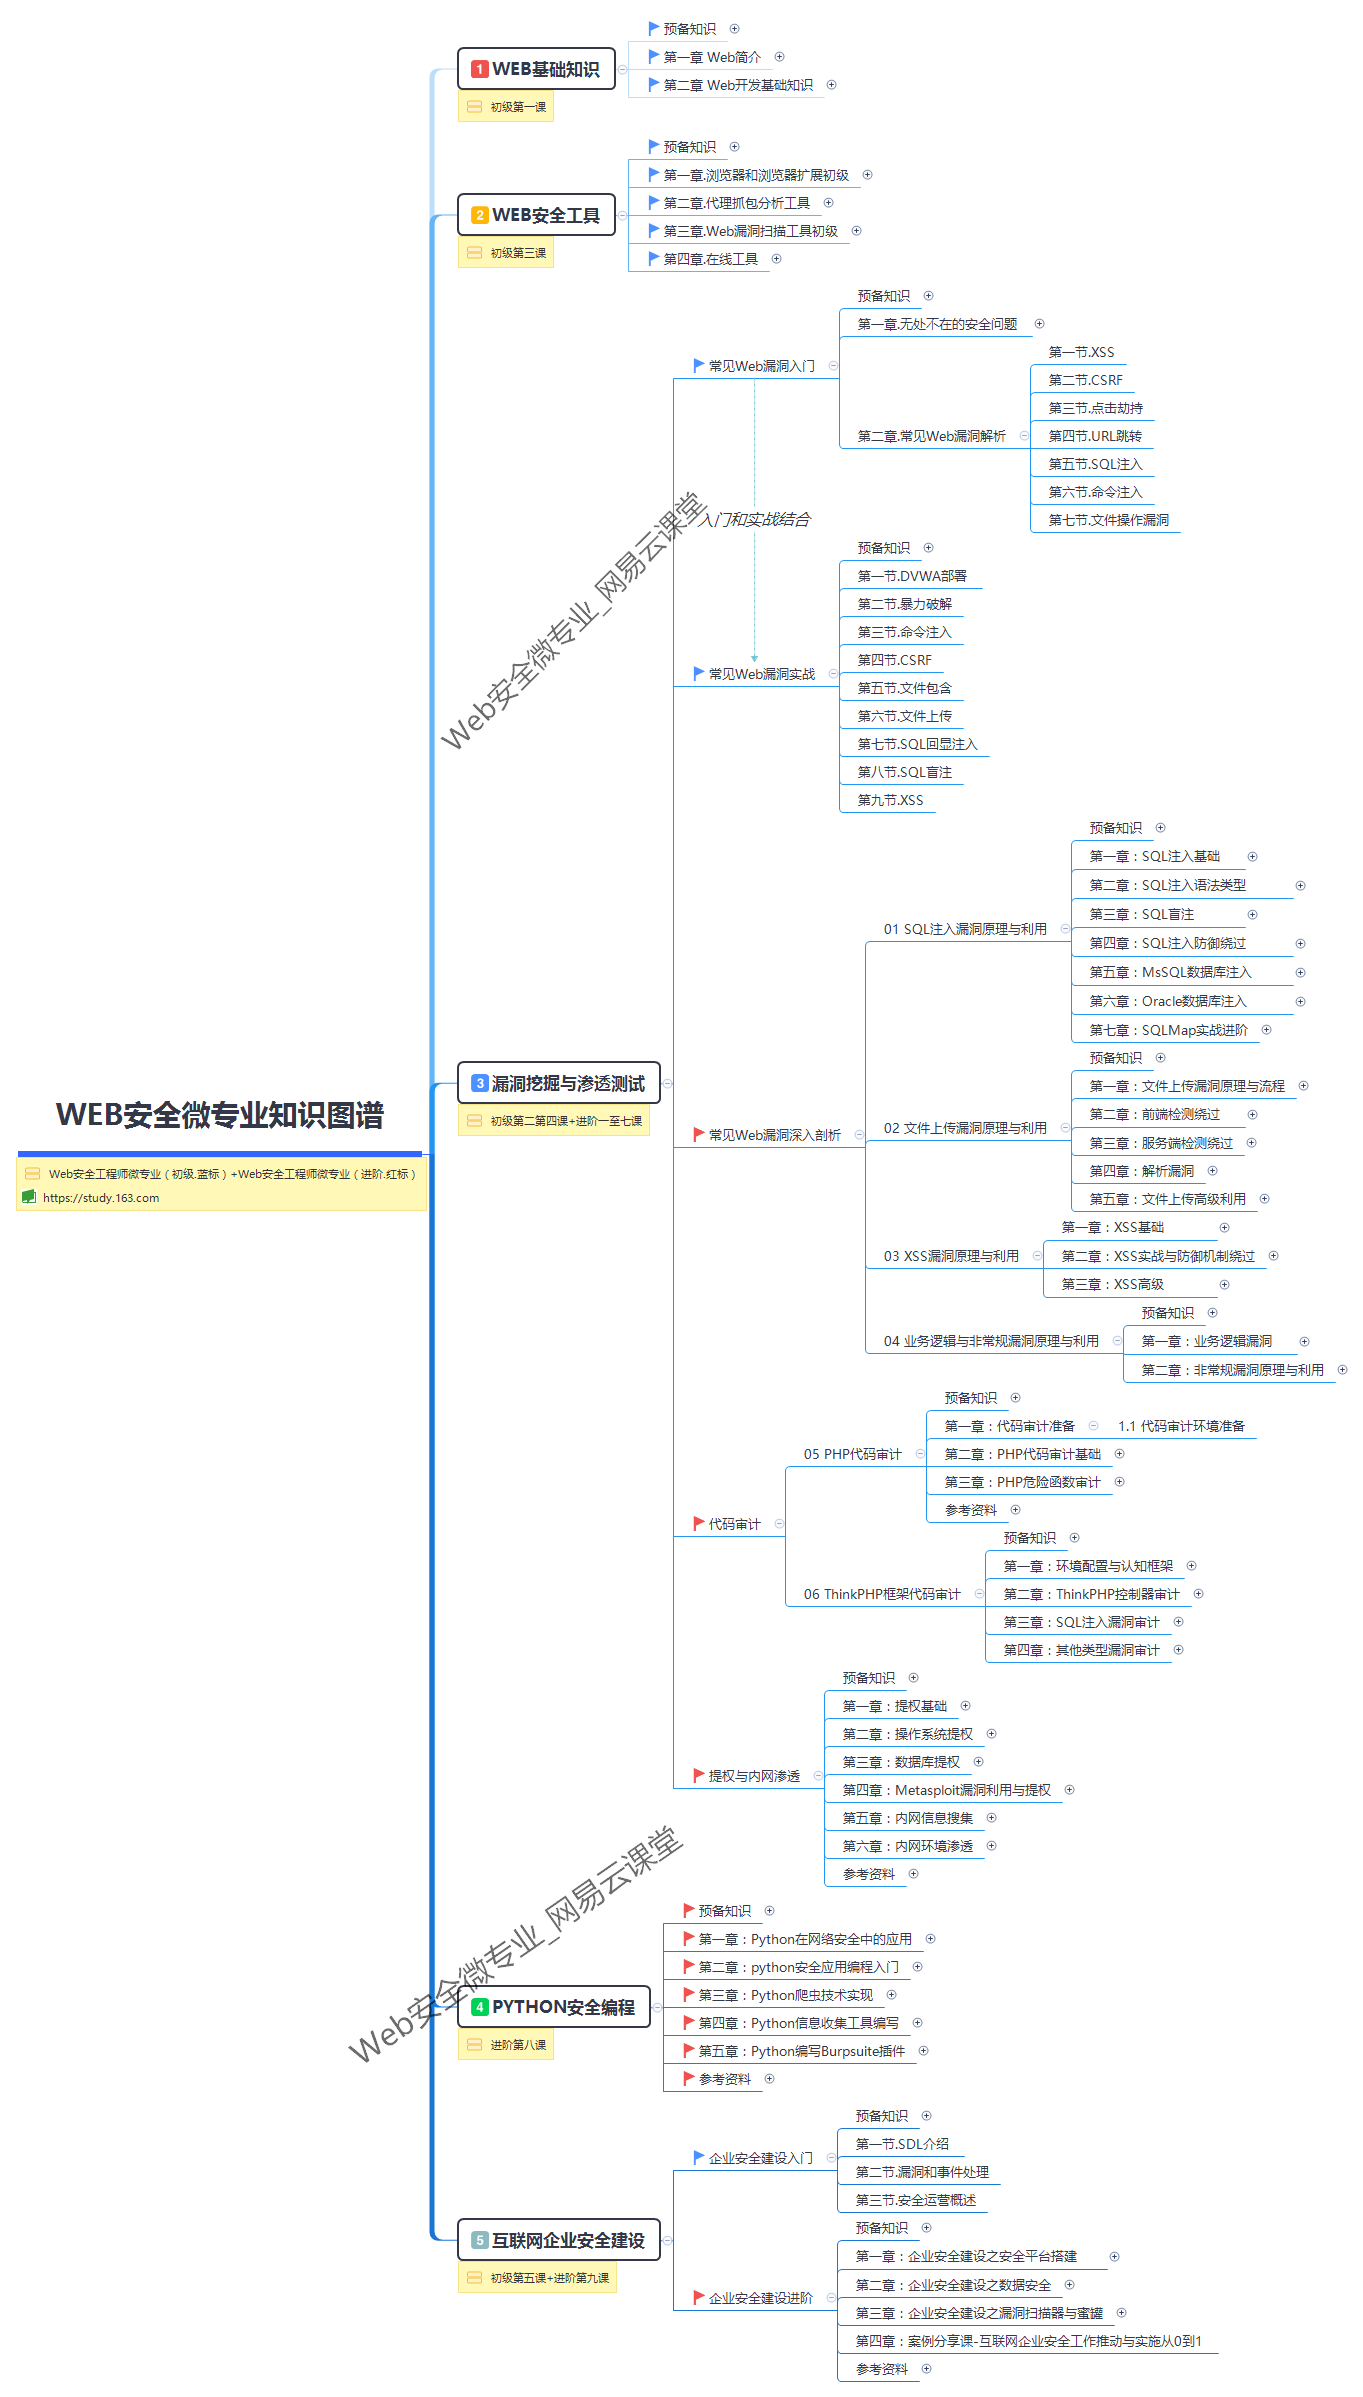 WEB安全微专业知识图谱
Web安全工程师微专业（初级.蓝标）+Web安全工程师微专业（进阶.红标）
https://study.163.com
1 WEB基础知识
初级第一课
预备知识
第一章 Web简介
第二章 Web开发基础知识
2 WEB安全工具
初级第三课
预备知识
第一章.浏览器和浏览器扩展初级
第二章.代理抓包分析工具
第三章.Web漏洞扫描工具初级
第四章.在线工具
3 漏洞挖掘与渗透测试
初级第二第四课+进阶一至七课
常见Web漏洞入门
预备知识
第一章.无处不在的安全问题
第二章.常见Web漏洞解析
第一节.XSS
第二节.CSRF
第三节.点击劫持
第四节.URL跳转
第五节.SQL注入
第六节.命令注入
第七节.文件操作漏洞
入门和实战结合
常见Web漏洞实战
预备知识
第一节.DVWA部署
第二节.暴力破解
第三节.命令注入
第四节.CSRF
第五节.文件包含
第六节.文件上传
第七节.SQL回显注入
第八节.SQL盲注
第九节.XSS
常见Web漏洞深入剖析
01 SQL注入漏洞原理与利用
预备知识
第一章：SQL注入基础
第二章：SQL注入语法类型
第三章：SQL盲注
第四章：SQL注入防御绕过
第五章：MsSQL数据库注入
第六章：Oracle数据库注入
第七章：SQLMap实战进阶
02 文件上传漏洞原理与利用
预备知识
第一章：文件上传漏洞原理与流程
第二章：前端检测绕过
第三章：服务端检测绕过
第四章：解析漏洞
第五章：文件上传高级利用
03 XSS漏洞原理与利用
第一章：XSS基础
第二章：XSS实战与防御机制绕过
第三章：XSS高级
04 业务逻辑与非常规漏洞原理与利用
预备知识
第一章：业务逻辑漏洞
第二章：非常规漏洞原理与利用
代码审计
05 PHP代码审计
预备知识
第一章：代码审计准备
1.1 代码审计环境准备
第二章：PHP代码审计基础
第三章：PHP危险函数审计
参考资料
06 ThinkPHP框架代码审计
预备知识
第一章：环境配置与认知框架
第二章：ThinkPHP控制器审计
第三章：SQL注入漏洞审计
第四章：其他类型漏洞审计
提权与内网渗透
预备知识
第一章：提权基础
第二章：操作系统提权
第三章：数据库提权
第四章：Metasploit漏洞利用与提权
第五章：内网信息搜集
第六章：内网环境渗透
参考资料
4 PYTHON安全编程
进阶第八课
预备知识
第一章：Python在网络安全中的应用
第二章：python安全应用编程入门
第三章：Python爬虫技术实现
第四章：Python信息收集工具编写
第五章：Python编写Burpsuite插件
参考资料
5 互联网企业安全建设
初级第五课+进阶第九课
企业安全建设入门
预备知识
第一节.SDL介绍
第二节.漏洞和事件处理
第三节.安全运营概述
企业安全建设进阶
预备知识
第一章：企业安全建设之安全平台搭建
第二章：企业安全建设之数据安全
第三章：企业安全建设之漏洞扫描器与蜜罐
第四章：案例分享课-互联网企业安全工作推动与实施从0到1
参考资料
Web安全微专业_网易云课堂
Web安全微专业_网易云课堂